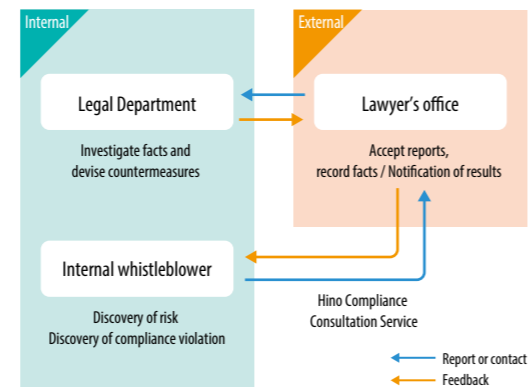 Internal
External
Legal Department
Lawyer's office
Investigate facts and
devise countermeasures
Accept reports,
record facts / Notification of results
Internal whistleblower
Discovery of risk
Discovery of compliance violation
Hino Compliance
Consultation Service
Report or contact
Feedback